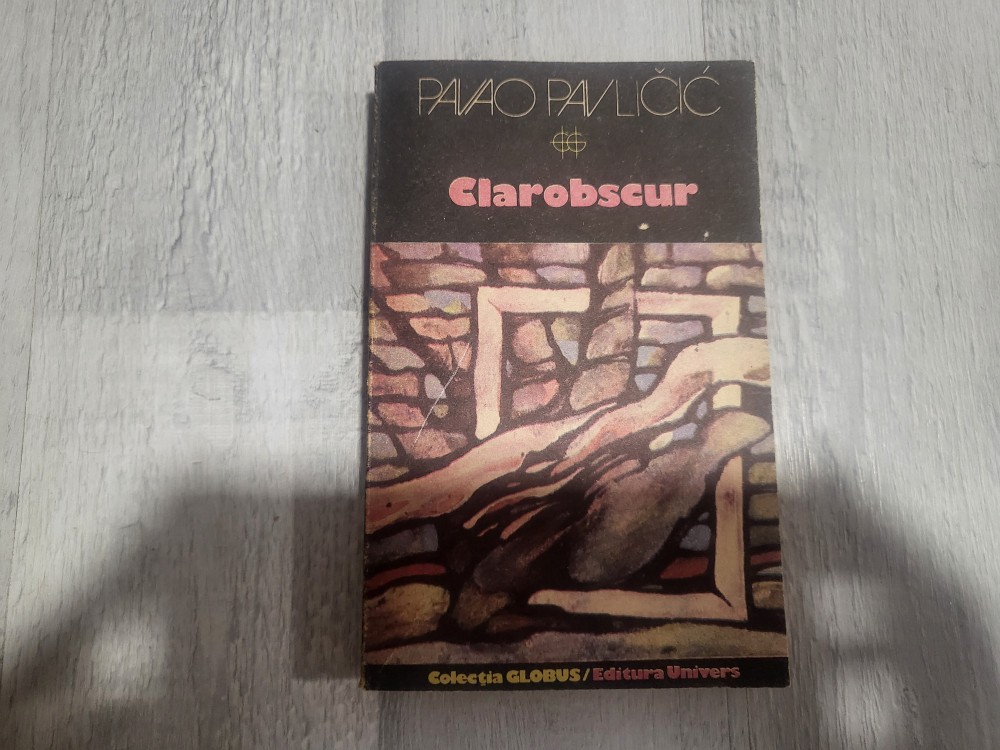 PAVAO PAVLIČIĆ
Clarobscur
Colecția GLOBUS/Editura Univers